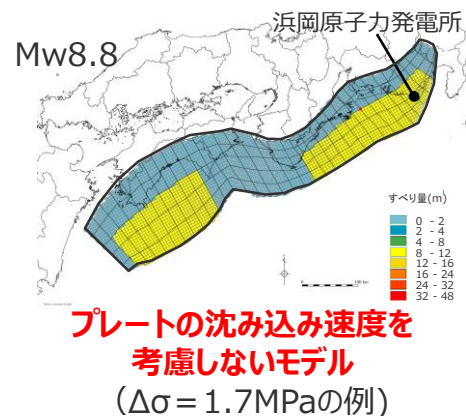 浜岡原子力発電所
Mw8.8
すべり量(m)
0 - 2
2 - 4
4 - 8
8 - 12
12 - 16
16 - 24
24 - 32
32 - 48
プレートの沈み込み速度を
考慮しないモデル
（Δσ＝1.7MPaの例)